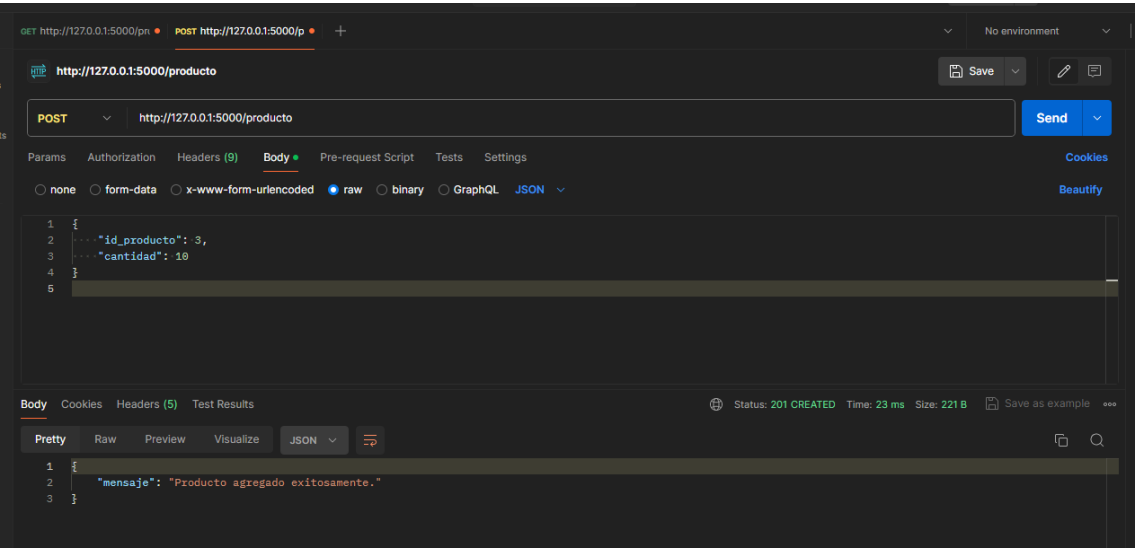 GET http://127.0.0.1:5000/pro
POST http://127.0.0.1:5000/p
No environment
HTTP http://127.0.0.1:5000/producto
Save
POST http://127.0.0.1:5000/producto
Send
Params Authorization Headers (9) Body Pre-request Script Tests Settings Cookies
none form-data x-www-form-urlencoded raw binary GraphQL JSON Beautify
1 {
2 "id_producto": 3,
3 "cantidad": 10
4 }
5
Body Cookies Headers (5) Test Results Status: 201 CREATED Time: 23 ms Size: 221 B Save as example
Pretty Raw Preview Visualize JSON
1 {
2 "mensaje": "Producto agregado exitosamente."
3 }